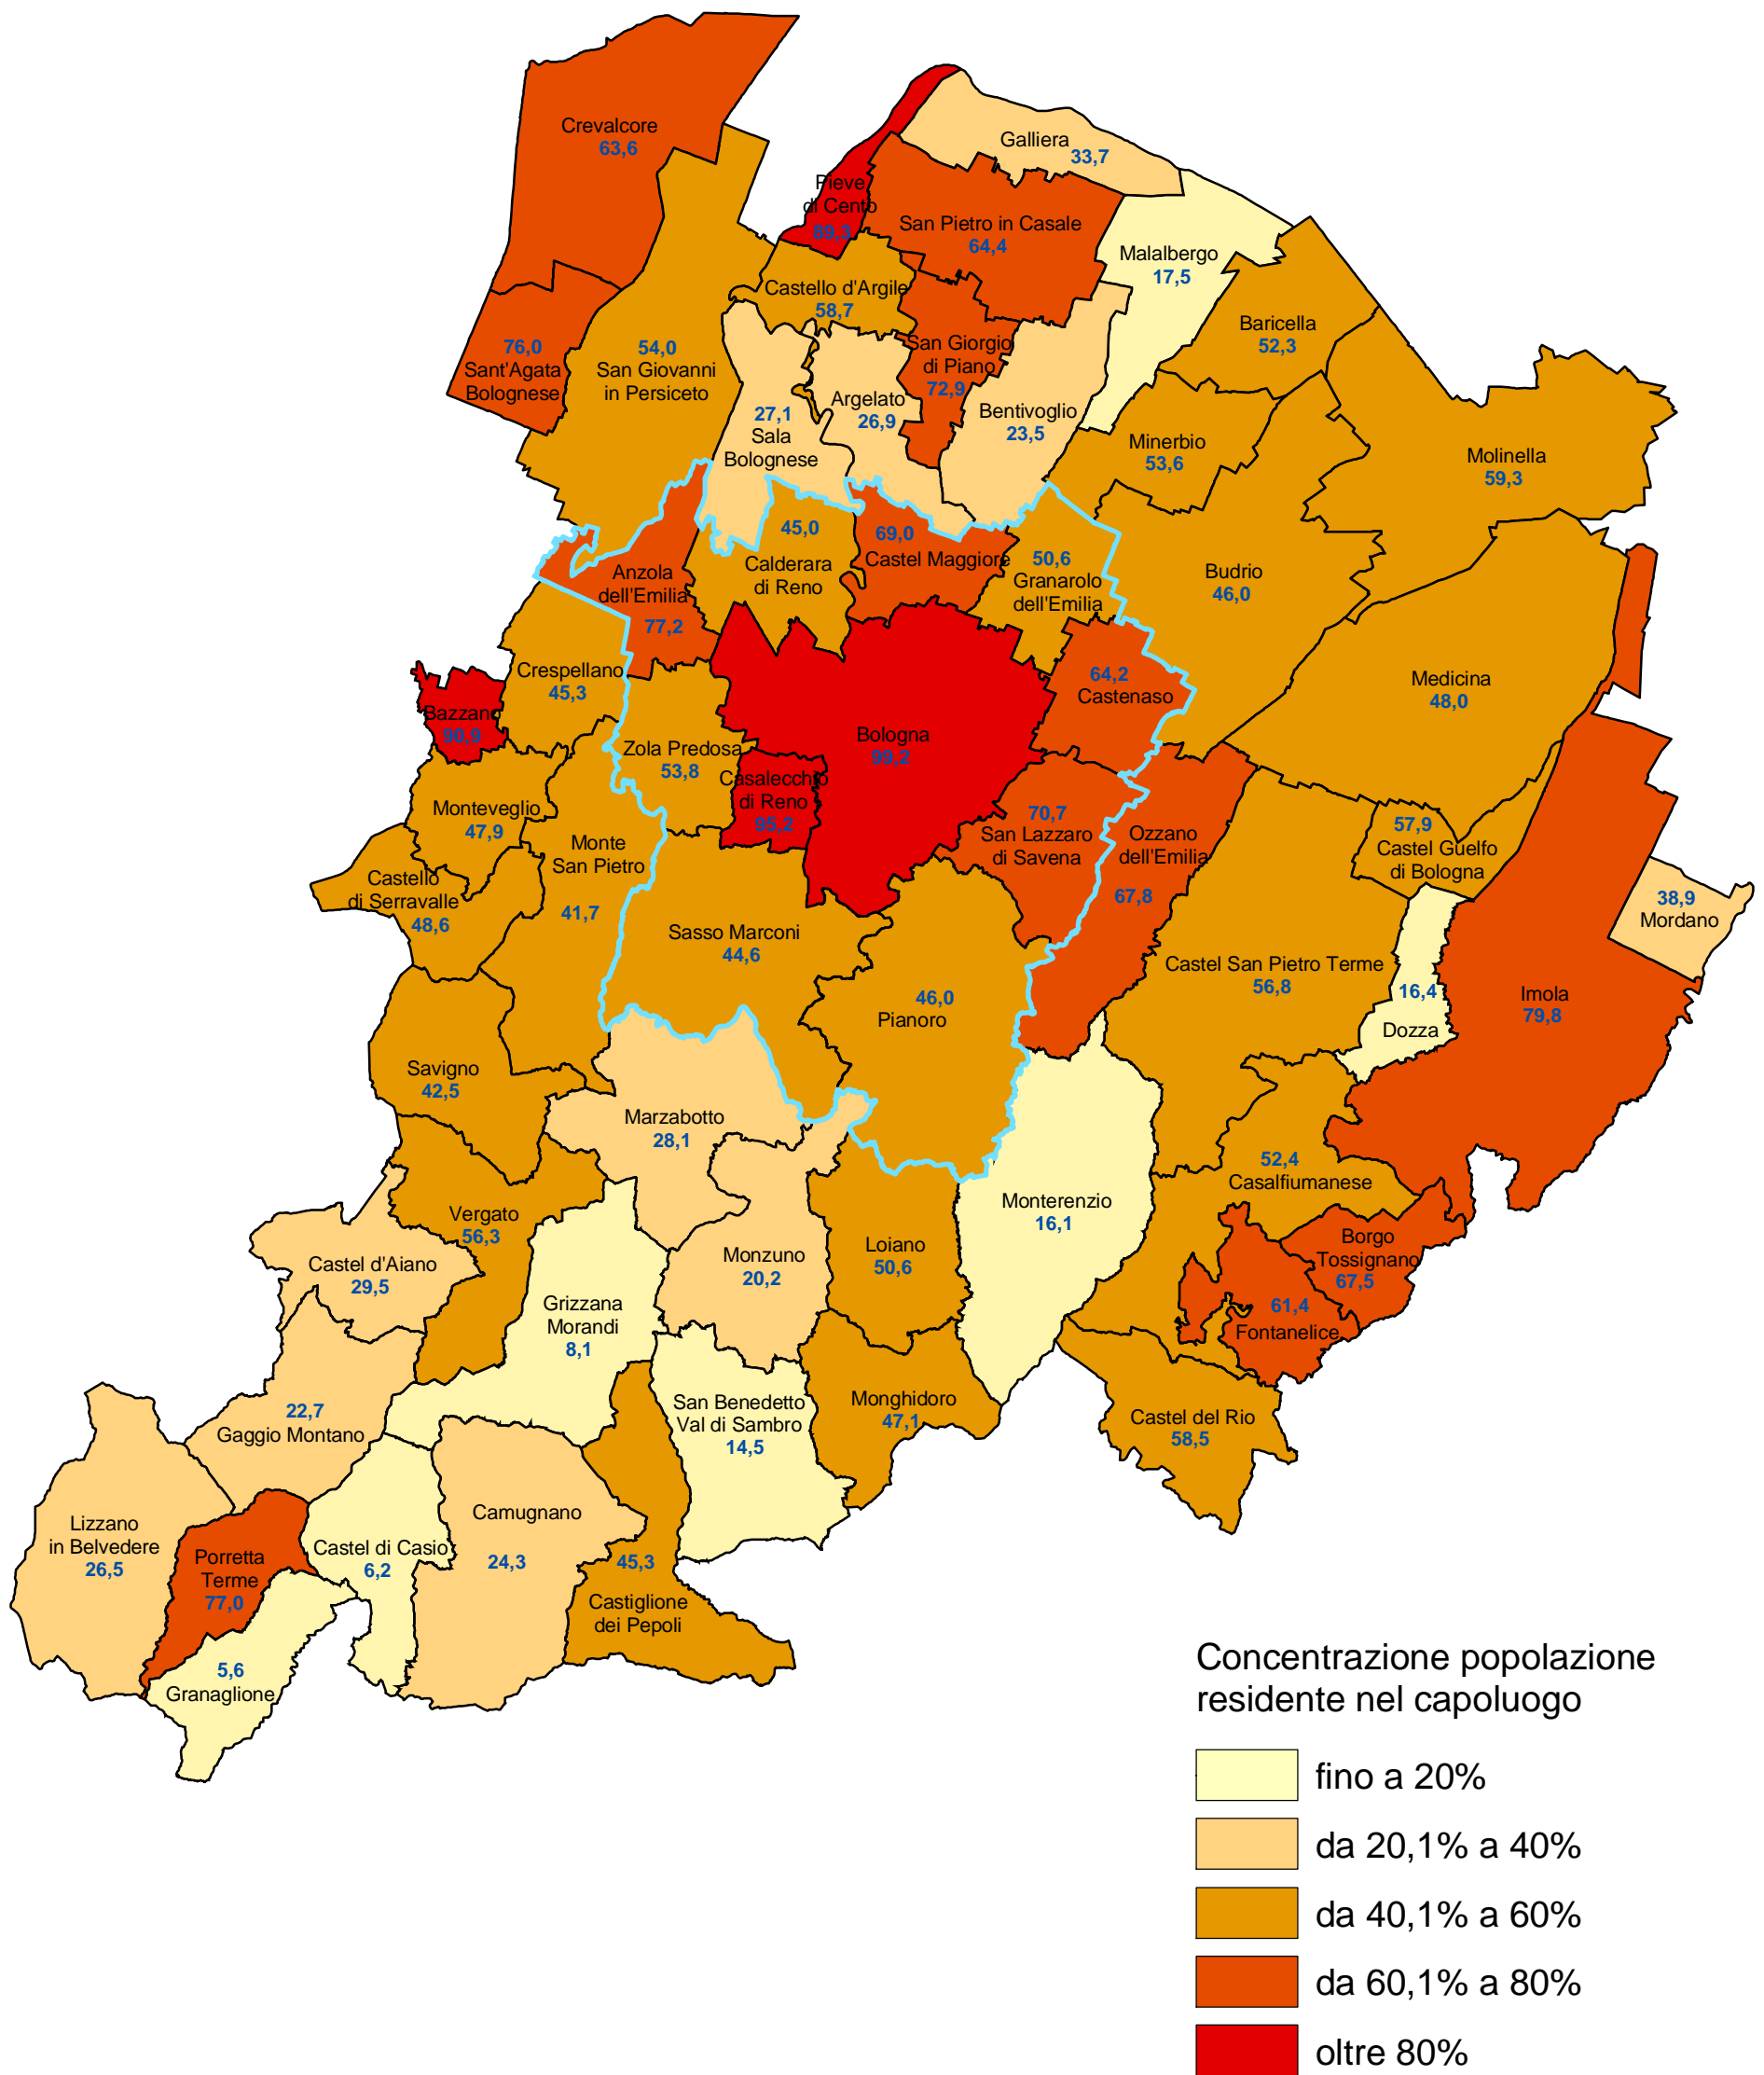 Crevalcore
63,6
Galliera
33,7
Pieve
di Cento
89,3
San Pietro in Casale
64,4
Malalbergo
17,5
Castello d'Argile
58,7
Baricella
52,3
76,0
Sant'Agata
Bolognese
54,0
San Giovanni
in Persiceto
San Giorgio
di Piano
72,9
27,1
Sala
Bolognese
Argelato
26,9
Bentivoglio
23,5
Minerbio
53,6
Molinella
59,3
45,0
Calderara
di Reno
69,0
Castel Maggiore
50,6
Granarolo
dell'Emilia
Budrio
46,0
Anzola
dell'Emilia
77,2
Crespellano
45,3
64,2
Castenaso
Medicina
48,0
Bazzano
90,9
Zola Predosa
53,8
Bologna
99,2
Casalecchio
di Reno
95,2
Monteveglio
47,9
Monte
San Pietro
41,7
70,7
San Lazzaro
di Savena
Ozzano
dell'Emilia
67,8
57,9
Castel Guelfo
di Bologna
Castello
di Serravalle
48,6
38,9
Mordano
Sasso Marconi
44,6
Castel San Pietro Terme
56,8
16,4
Dozza
Imola
79,8
46,0
Pianoro
Savigno
42,5
Marzabotto
28,1
52,4
Casalfiumanese
Monterenzio
16,1
Vergato
56,3
Castel d'Aiano
29,5
Monzuno
20,2
Loiano
50,6
Borgo
Tossignano
67,5
Grizzana
Morandi
8,1
61,4
Fontanelice
22,7
Gaggio Montano
San Benedetto
Val di Sambro
14,5
Monghidoro
47,1
Castel del Rio
58,5
Lizzano
in Belvedere
26,5
Porretta
Terme
77,0
Castel di Casio
6,2
Camugnano
24,3
45,3
Castiglione
dei Pepoli
5,6
Granaglione
Concentrazione popolazione
residente nel capoluogo
fino a 20%
da 20,1% a 40%
da 40,1% a 60%
da 60,1% a 80%
oltre 80%